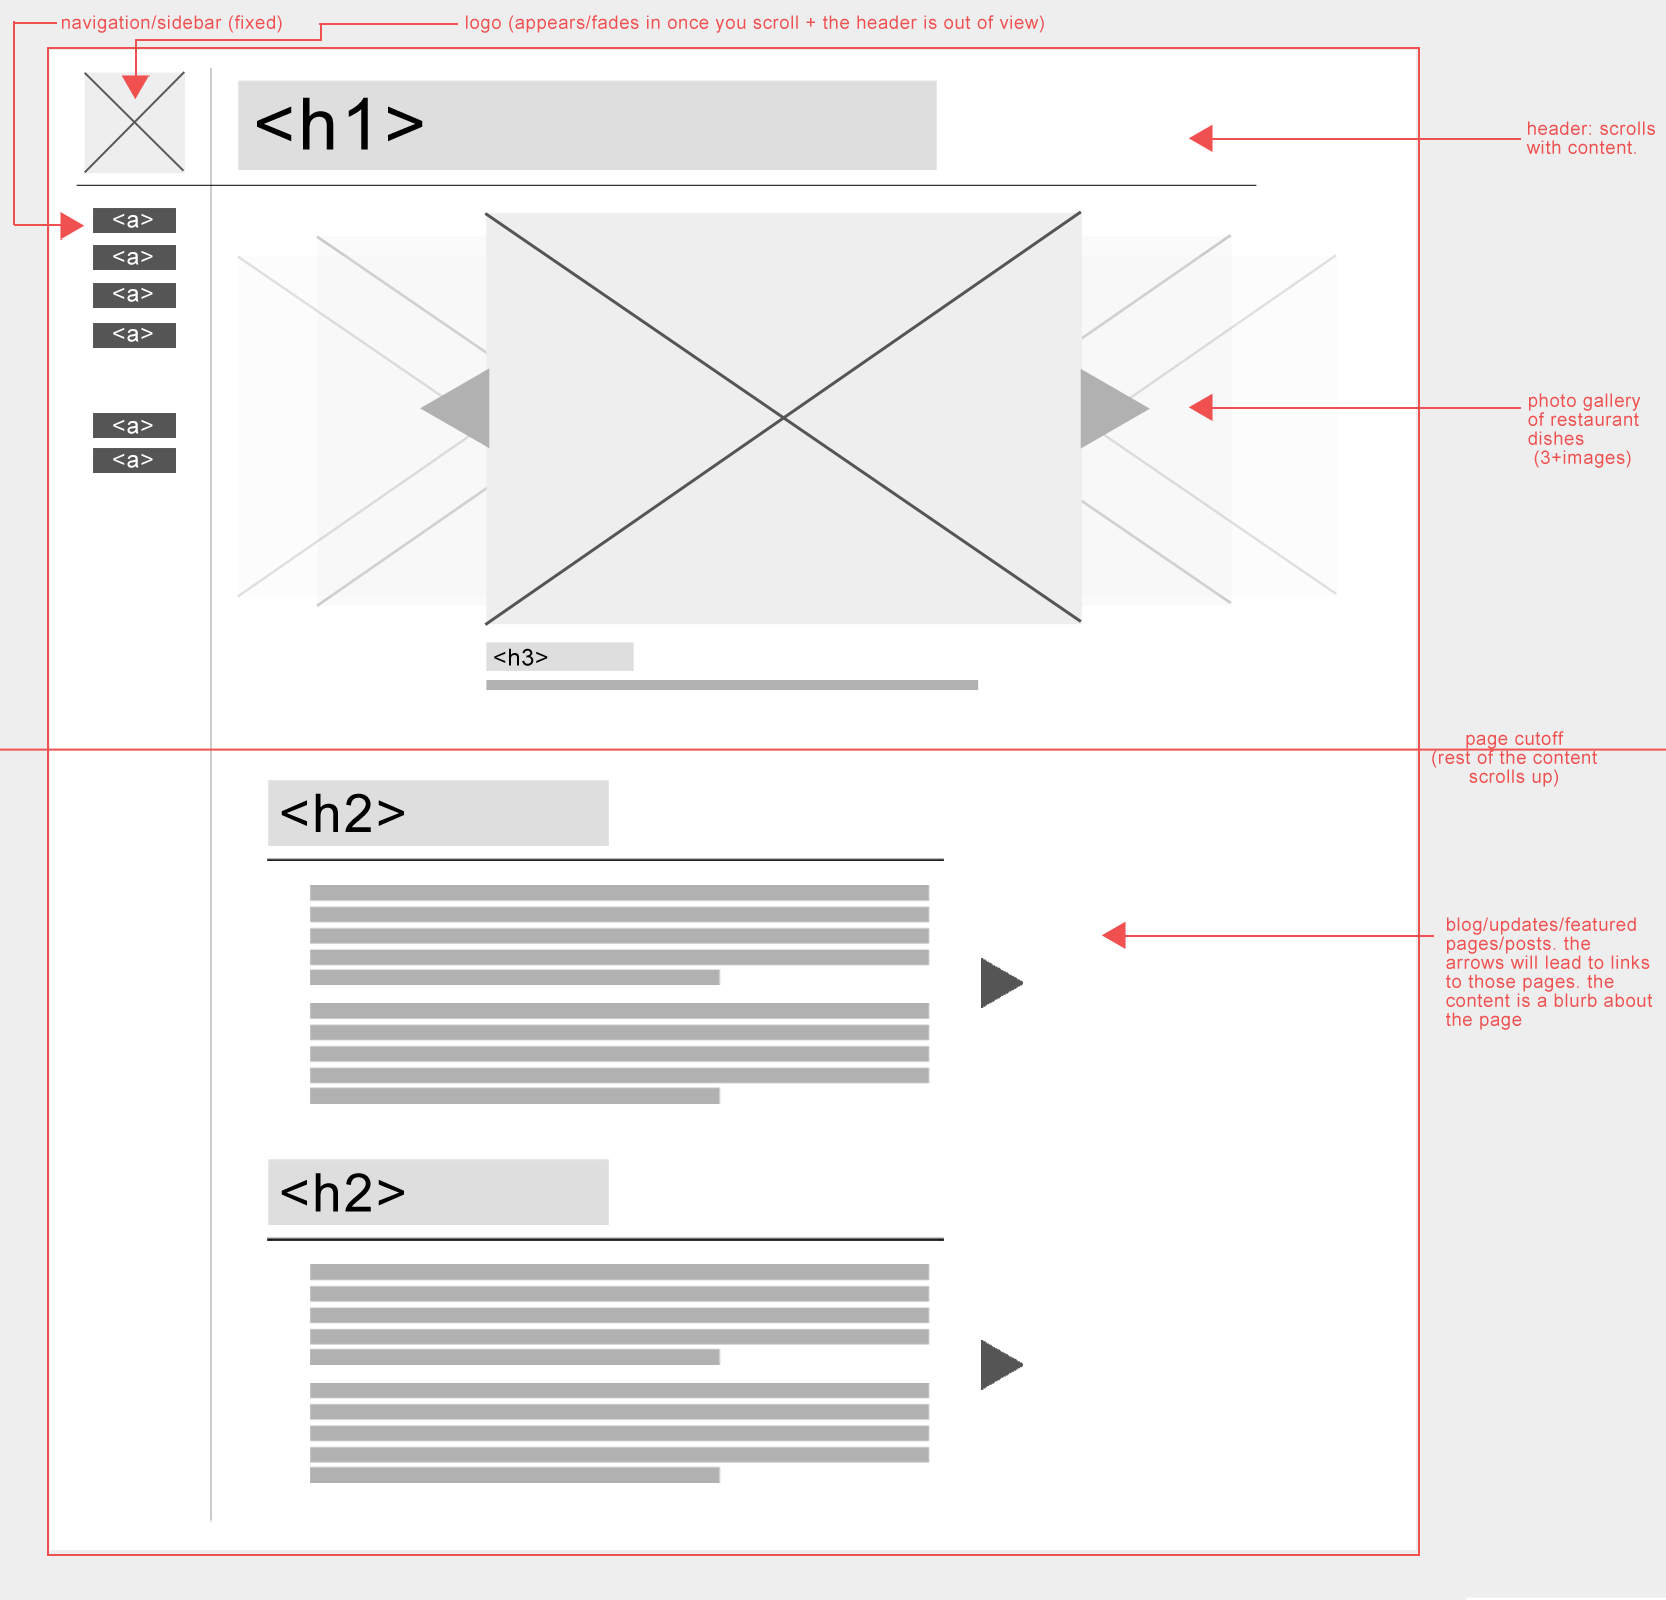 navigation/sidebar (fixed)
logo (appears/fades in once you scroll + the header is out of view)
<h1>
header: scrolls
with content.
<a>
<a>
<a>
<a>
<a>
<a>
photo gallery
of restaurant
dishes
(3+images)
<h3>
page cutoff
(rest of the content
scrolls up)
<h2>
blog/updates/featured
pages/posts. the
arrows will lead to links
to those pages. the
content is a blurb about
the page
<h2>